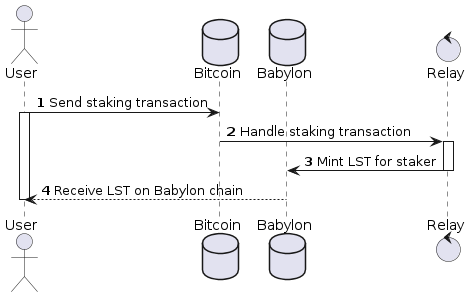 User
Bitcoin
Babylon
Relay
1 Send staking transaction
2 Handle staking transaction
3 Mint LST for staker
4 Receive LST on Babylon chain
User
Bitcoin
Babylon
Relay